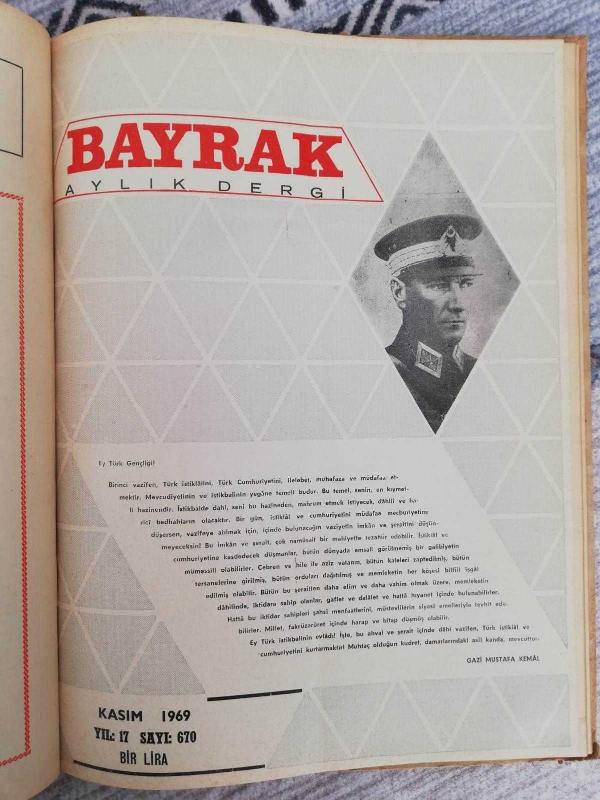 BAYRAK
AYLIK DERGİ
Ey Türk Gençliği!
Birinci vazifen, Türk istiklâlini, Türk Cumhuriyetini, ilelebet, muhafaza ve müdafaa et-
mektir. Mevcudiyetinin ve istikbalinin yegâne temeli budur. Bu temel, senin, en kıymet-
li hazinendir. İstikbalde dahi, seni bu hazineden, mahrum etmek istiyecek, dâhilî ve ha-
ricî bedhahların olacaktır. Bir gün, istiklâl ve cumhuriyetini müdafaa mecburiyetine
düşersen, vazifeye atılmak için, içinde bulunacağın vaziyetin imkân ve şeraitini düşün-
meyeceksin! Bu imkân ve şerait, çok namüsait bir mahiyette tezahür edebilir. İstiklâl ve
cumhuriyetine kasdedecek düşmanlar, bütün dünyada emsali görülmemiş bir galibiyetin
mümessili olabilirler. Cebren ve hile ile aziz vatanın, bütün kaleleri zaptedilmiş, bütün
tersanelerine girilmiş, bütün orduları dağıtılmış ve memleketin her köşesi bilfiil işgal
edilmiş olabilir. Bütün bu şeraitten daha elim ve daha vahim olmak üzere, memleketin
dâhilinde, iktidara sahip olanlar, gaflet ve dalâlet ve hattâ hıyanet içinde bulunabilirler.
Hattâ bu iktidar sahipleri şahsî menfaatlerini, müstevlilerin siyasi emelleriyle tevhit ede-
bilirler. Millet, fakrüzarüret içinde harap ve bitap düşmüş olabilir.
Ey Türk istikbalinin evlâdı! İşte, bu ahval ve şerait içinde dâhi vazifen, Türk istiklâl ve
cumhuriyetini kurtarmaktır! Muhtaç olduğun kudret, damarlarındaki asil kanda, mevcuttur.
GAZİ MUSTAFA KEMÂL
KASIM 1969
YIL: 17 SAYI: 670
BİR LİRA